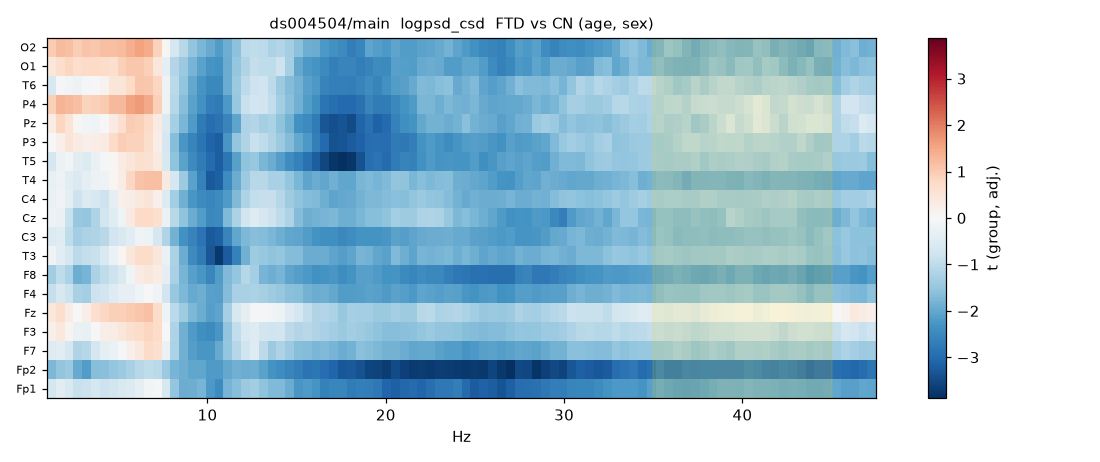 ds004504/main  logpsd_csd  FTD vs CN (age, sex)
O2
O1
T6
P4
Pz
P3
T5
T4
C4
Cz
C3
T3
F8
F4
Fz
F3
F7
Fp2
Fp1
10 20 30 40
Hz
3
2
1
0
−1
−2
−3
t (group, adj.)